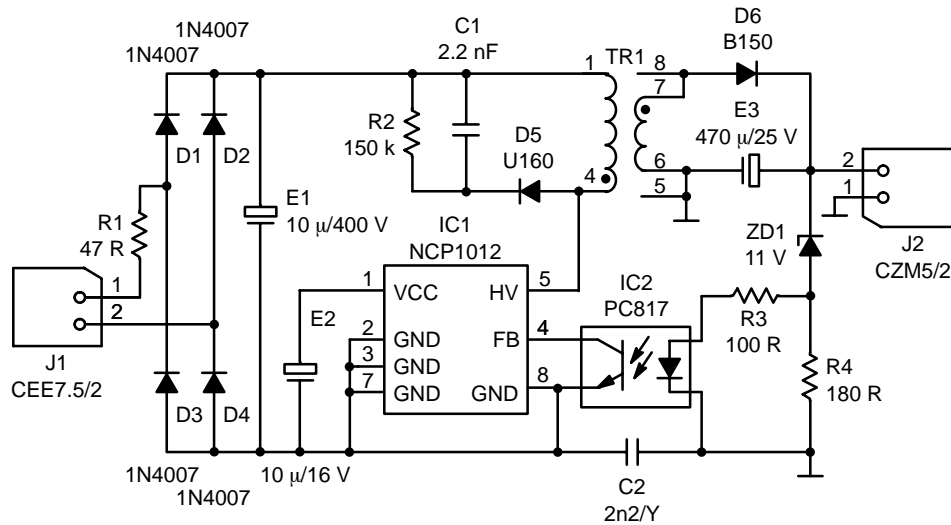 1N4007
1N4007
D1
D2
R1
47 R
J1
CEE7.5/2
1
2
D3
D4
1N4007
1N4007
E1
10 μ/400 V
E2
10 μ/16 V
R2
150 k
C1
2.2 nF
D5
U160
IC1
NCP1012
1
VCC
HV
5
2
GND
FB
4
3
GND
7
GND
GND
8
1
TR1
8
7
4
6
5
D6
B150
E3
470 μ/25 V
2
1
J2
CZM5/2
ZD1
11 V
IC2
PC817
R3
100 R
R4
180 R
C2
2n2/Y